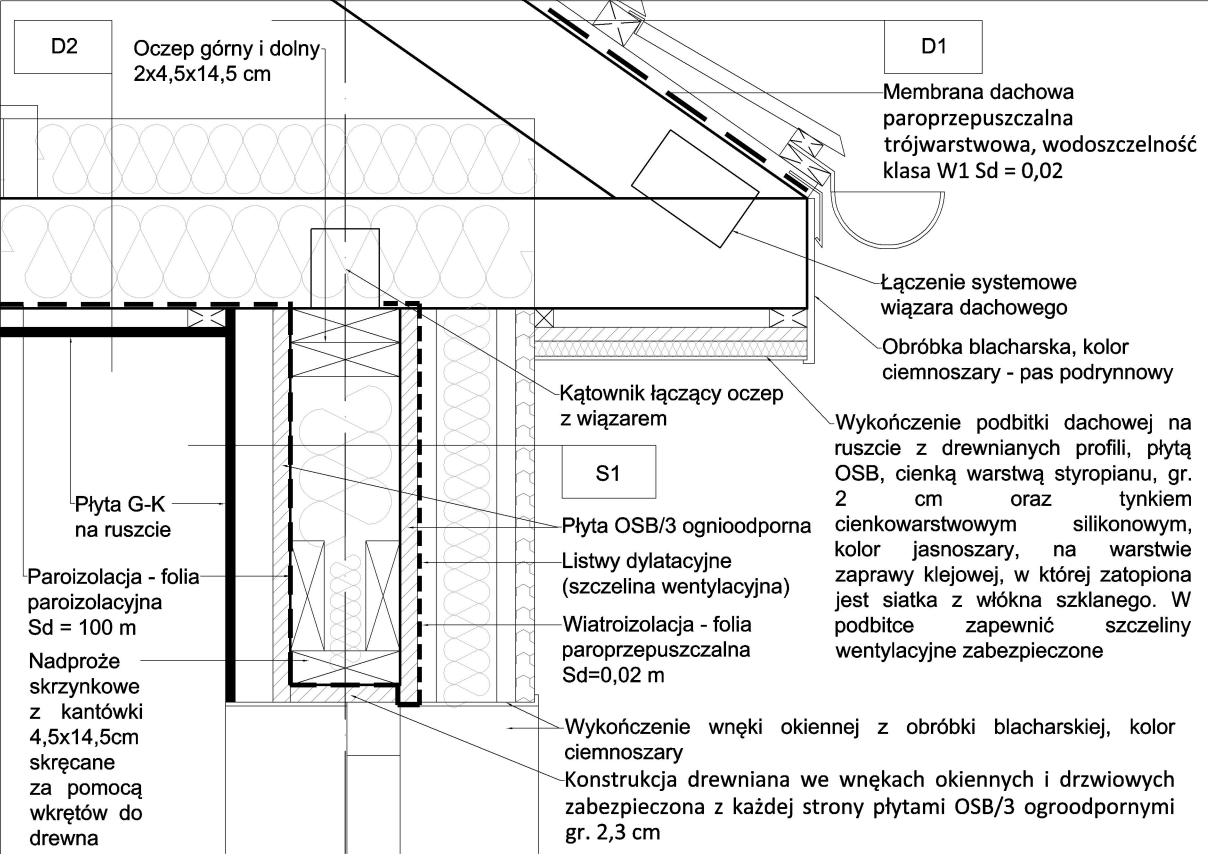 D2
Oczep górny i dolny
2x4,5x14,5 cm
D1
Membrana dachowa
paroprzepuszczalna
trójwarstwowa, wodoszczelność
klasa W1 Sd = 0,02
Łączenie systemowe
wiązara dachowego
Obróbka blacharska, kolor
ciemnoszary - pas podrynnowy
Kątownik łączący oczep
z wiązarem
Wykończenie podbitki dachowej na
ruszcie z drewnianych profili, płytą
OSB, cienką warstwą styropianu, gr.
2 cm oraz tynkiem
cienkowarstwowym silikonowym,
kolor jasnoszary, na warstwie
zaprawy klejowej, w której zatopiona
jest siatka z włókna szklanego. W
podbitce zapewnić szczeliny
wentylacyjne zabezpieczone
S1
Płyta G-K
na ruszcie
Płyta OSB/3 ognioodporna
Listwy dylatacyjne
(szczelina wentylacyjna)
Paroizolacja - folia
paroizolacyjna
Sd = 100 m
Wiatroizolacja - folia
paroprzepuszczalna
Sd=0,02 m
Nadproże
skrzynkowe
z kantówki
4,5x14,5cm
skręcane
za pomocą
wkrętów do
drewna
Wykończenie wnęki okiennej z obróbki blacharskiej, kolor
ciemnoszary
Konstrukcja drewniana we wnękach okiennych i drzwiowych
zabezpieczona z każdej strony płytami OSB/3 ogroodpornymi
gr. 2,3 cm